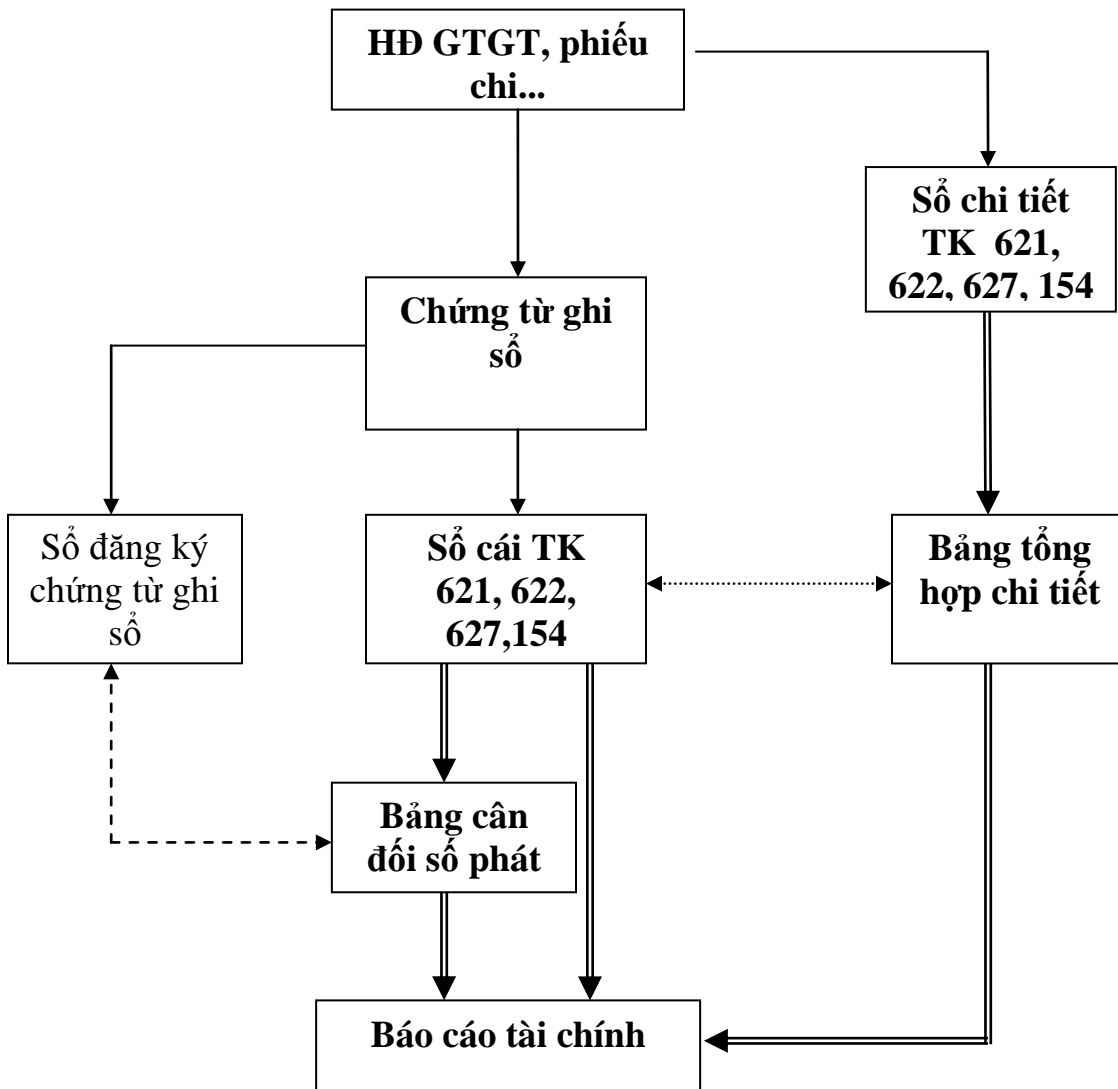 HĐ GTGT, phiếu
chi...
Sổ chi tiết
TK 621,
622, 627, 154
Chứng từ ghi
sổ
Sổ đăng ký
chứng từ ghi
sổ
Sổ cái TK
621, 622,
627,154
Bảng tổng
hợp chi tiết
Bảng cân
đối số phát
Báo cáo tài chính